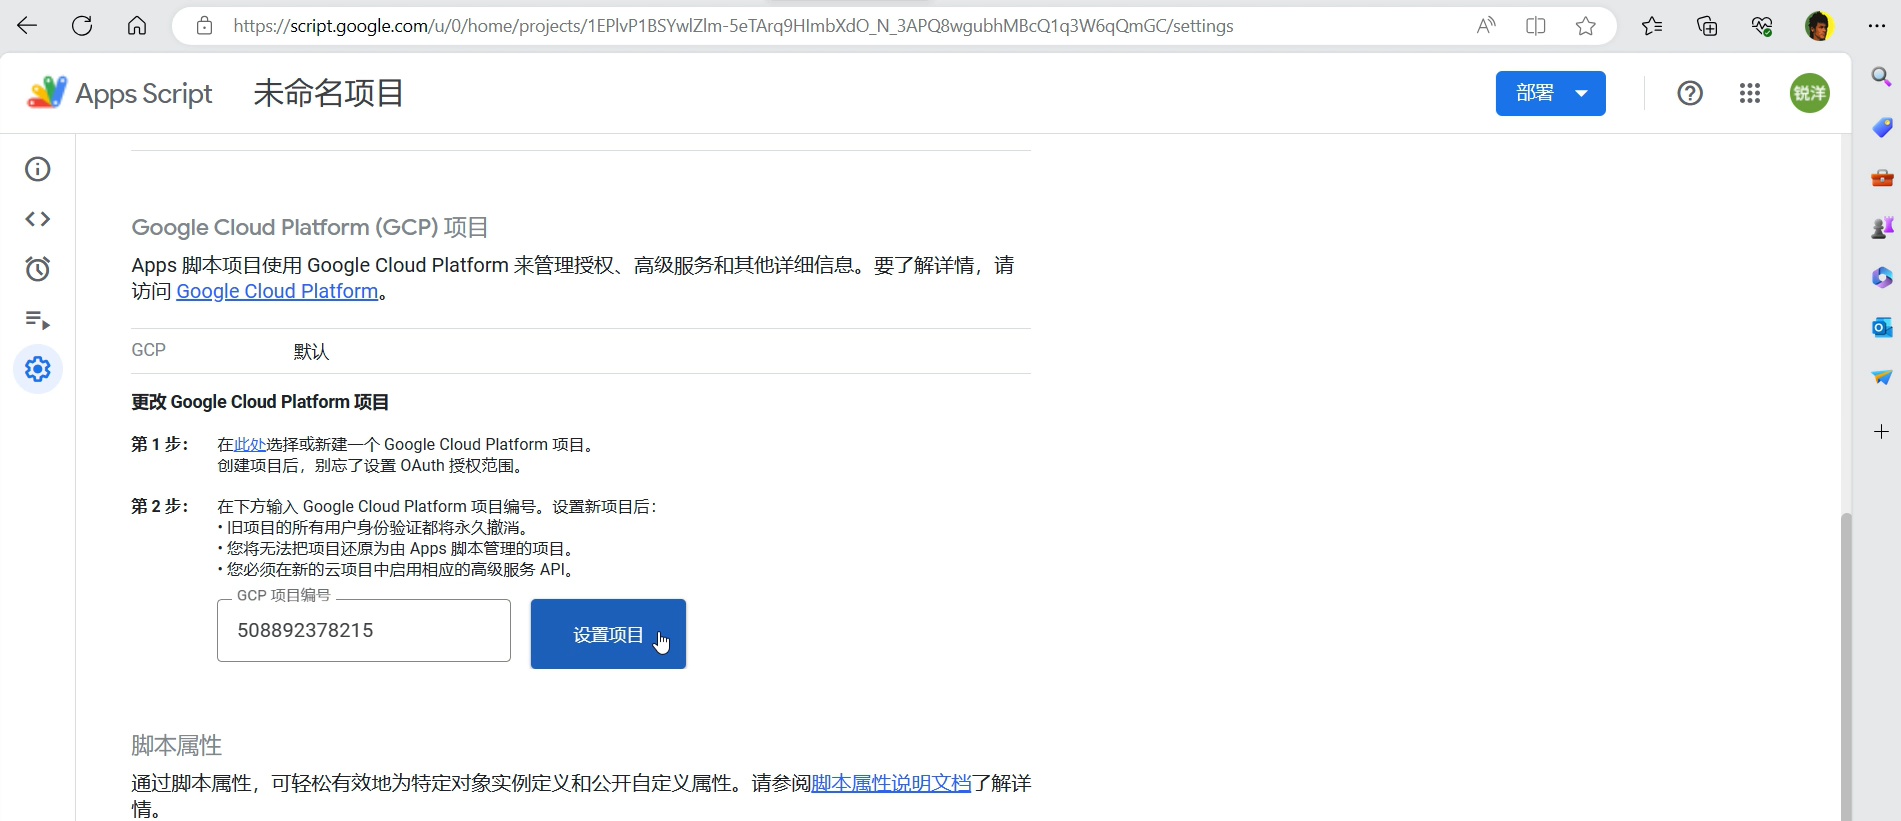 https://script.google.com/u/0/home/projects/1EPlvP1BSYwlZlm-5eTArq9HImbXdO_N_3APQ8wgubhMBcQ1q3W6qQmGC/settings
Apps Script 未命名项目 部署 锐洋
Google Cloud Platform (GCP) 项目
Apps 脚本项目使用 Google Cloud Platform 来管理授权、高级服务和其他详细信息。要了解详情，请
访问 Google Cloud Platform。
GCP 默认
更改 Google Cloud Platform 项目
第 1 步： 在此处选择或新建一个 Google Cloud Platform 项目。
创建项目后，别忘了设置 OAuth 授权范围。
第 2 步： 在下方输入 Google Cloud Platform 项目编号。设置新项目后：
• 旧项目的所有用户身份验证都将永久撤消。
• 您将无法把项目还原为由 Apps 脚本管理的项目。
• 您必须在新的云项目中启用相应的高级服务 API。
GCP 项目编号
508892378215 设置项目
脚本属性
通过脚本属性，可轻松有效地为特定对象实例定义和公开自定义属性。请参阅脚本属性说明文档了解详
情。